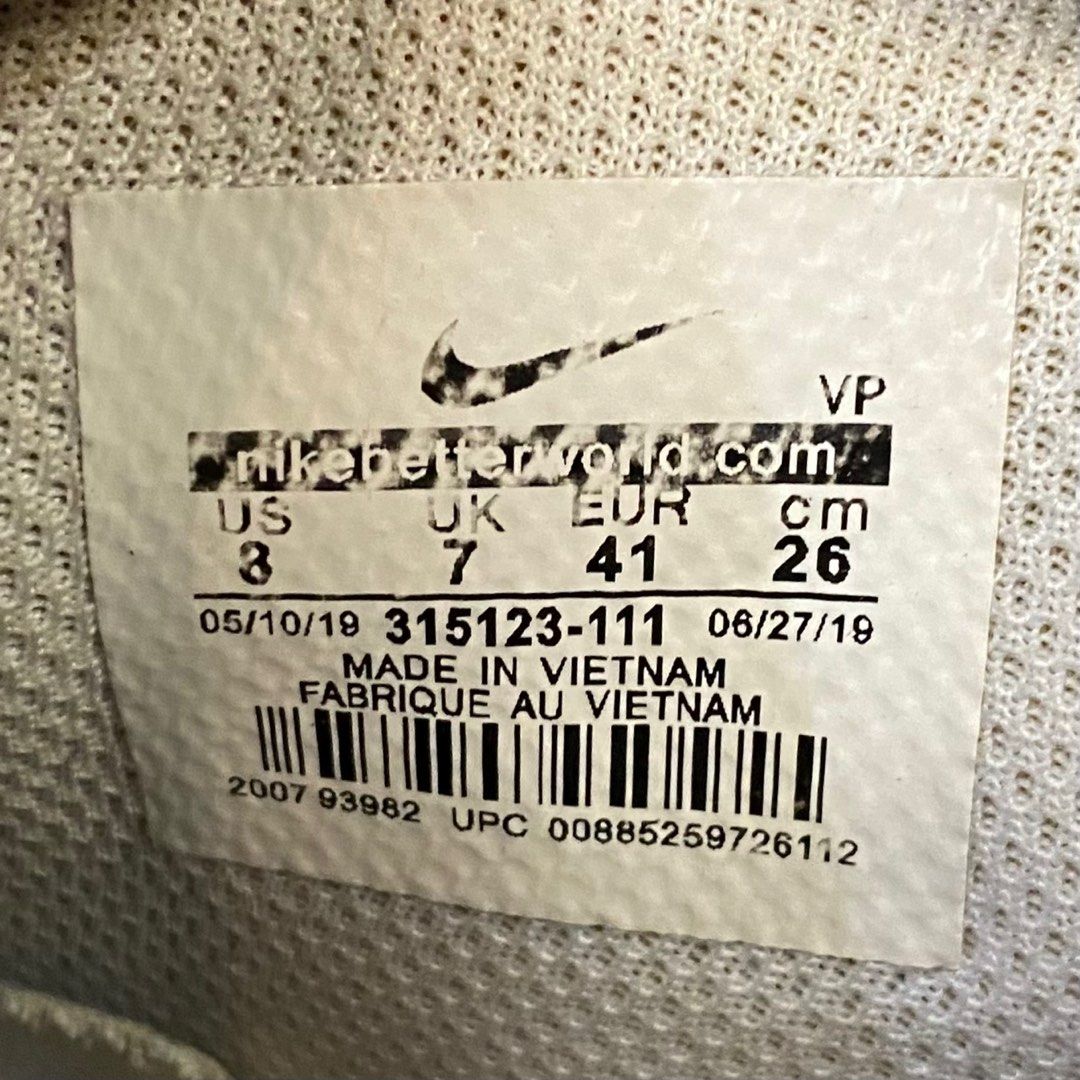 VP
nikebetterworld.com
US UK EUR cm
8 7 41 26
05/10/19 315123-111 06/27/19
MADE IN VIETNAM
FABRIQUE AU VIETNAM
2007 93982 UPC 00885259726112